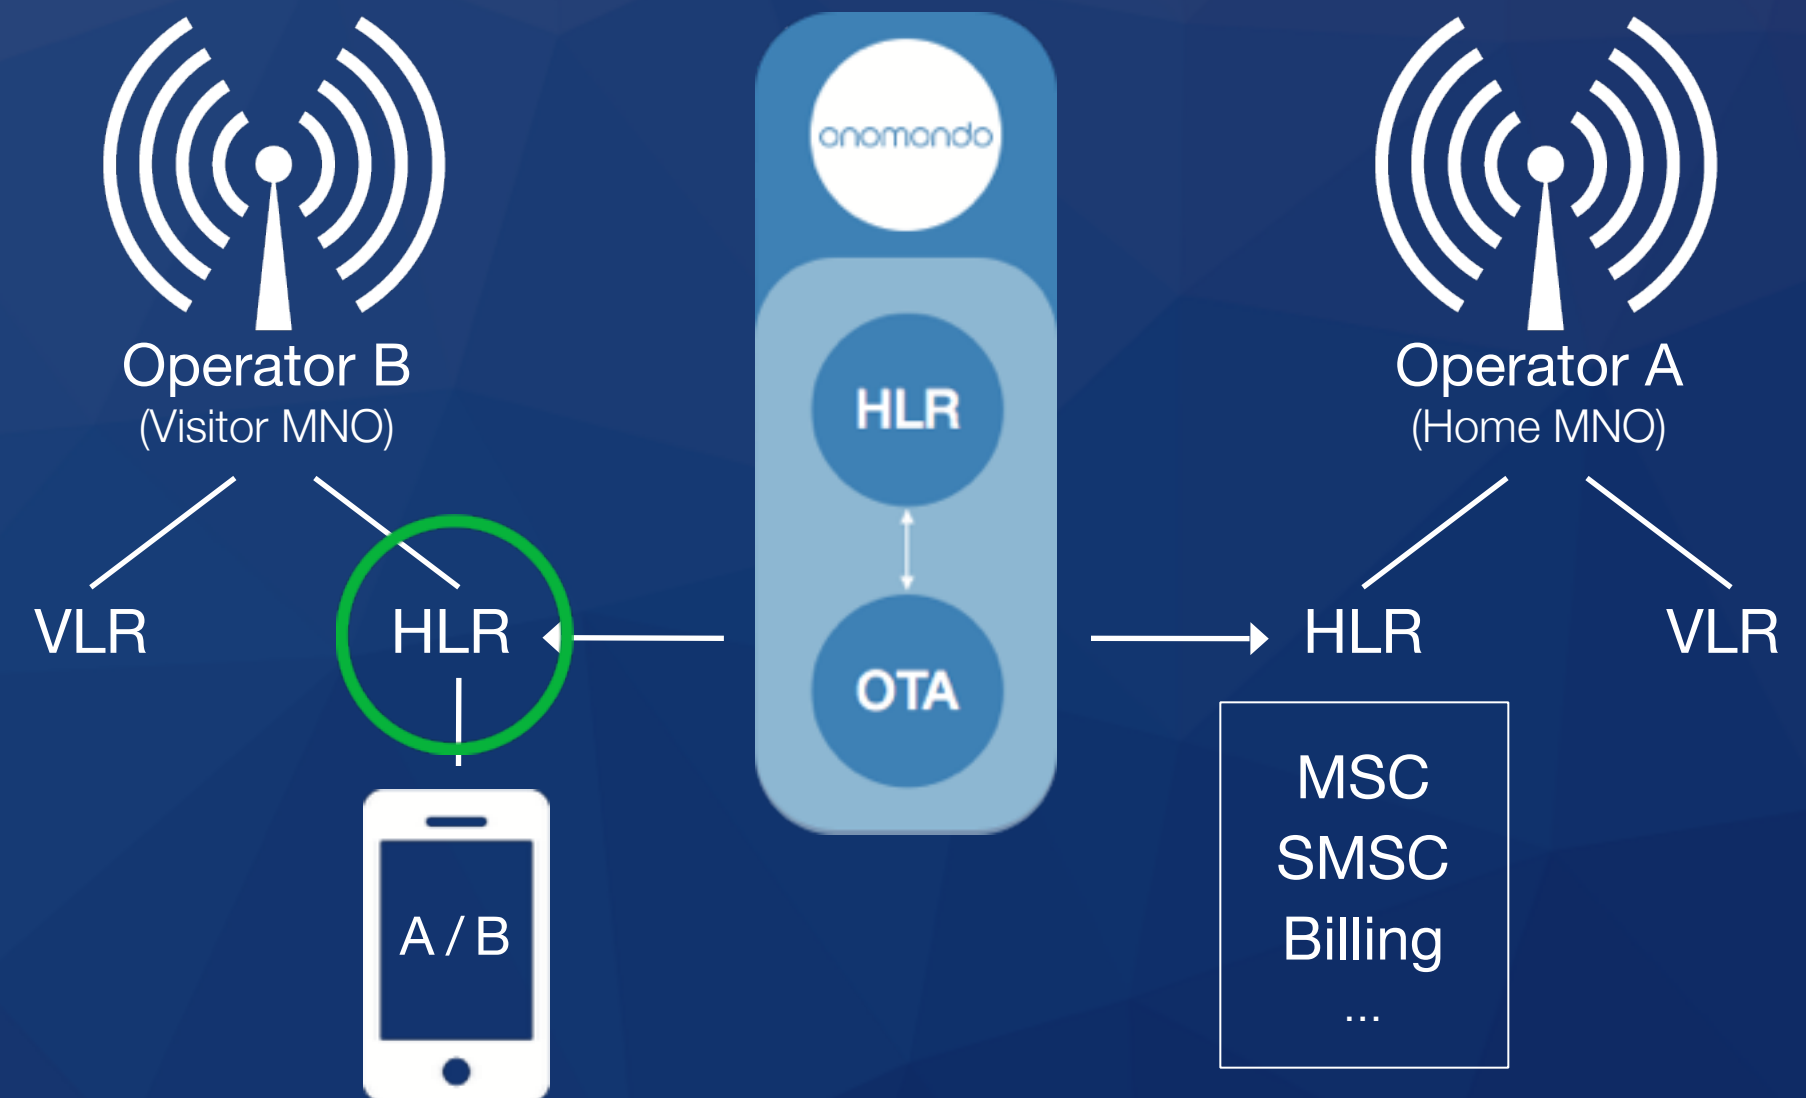 onomondo
Operator B
(Visitor MNO)
VLR
HLR
A / B
HLR
OTA
Operator A
(Home MNO)
HLR
VLR
MSC
SMSC
Billing
...